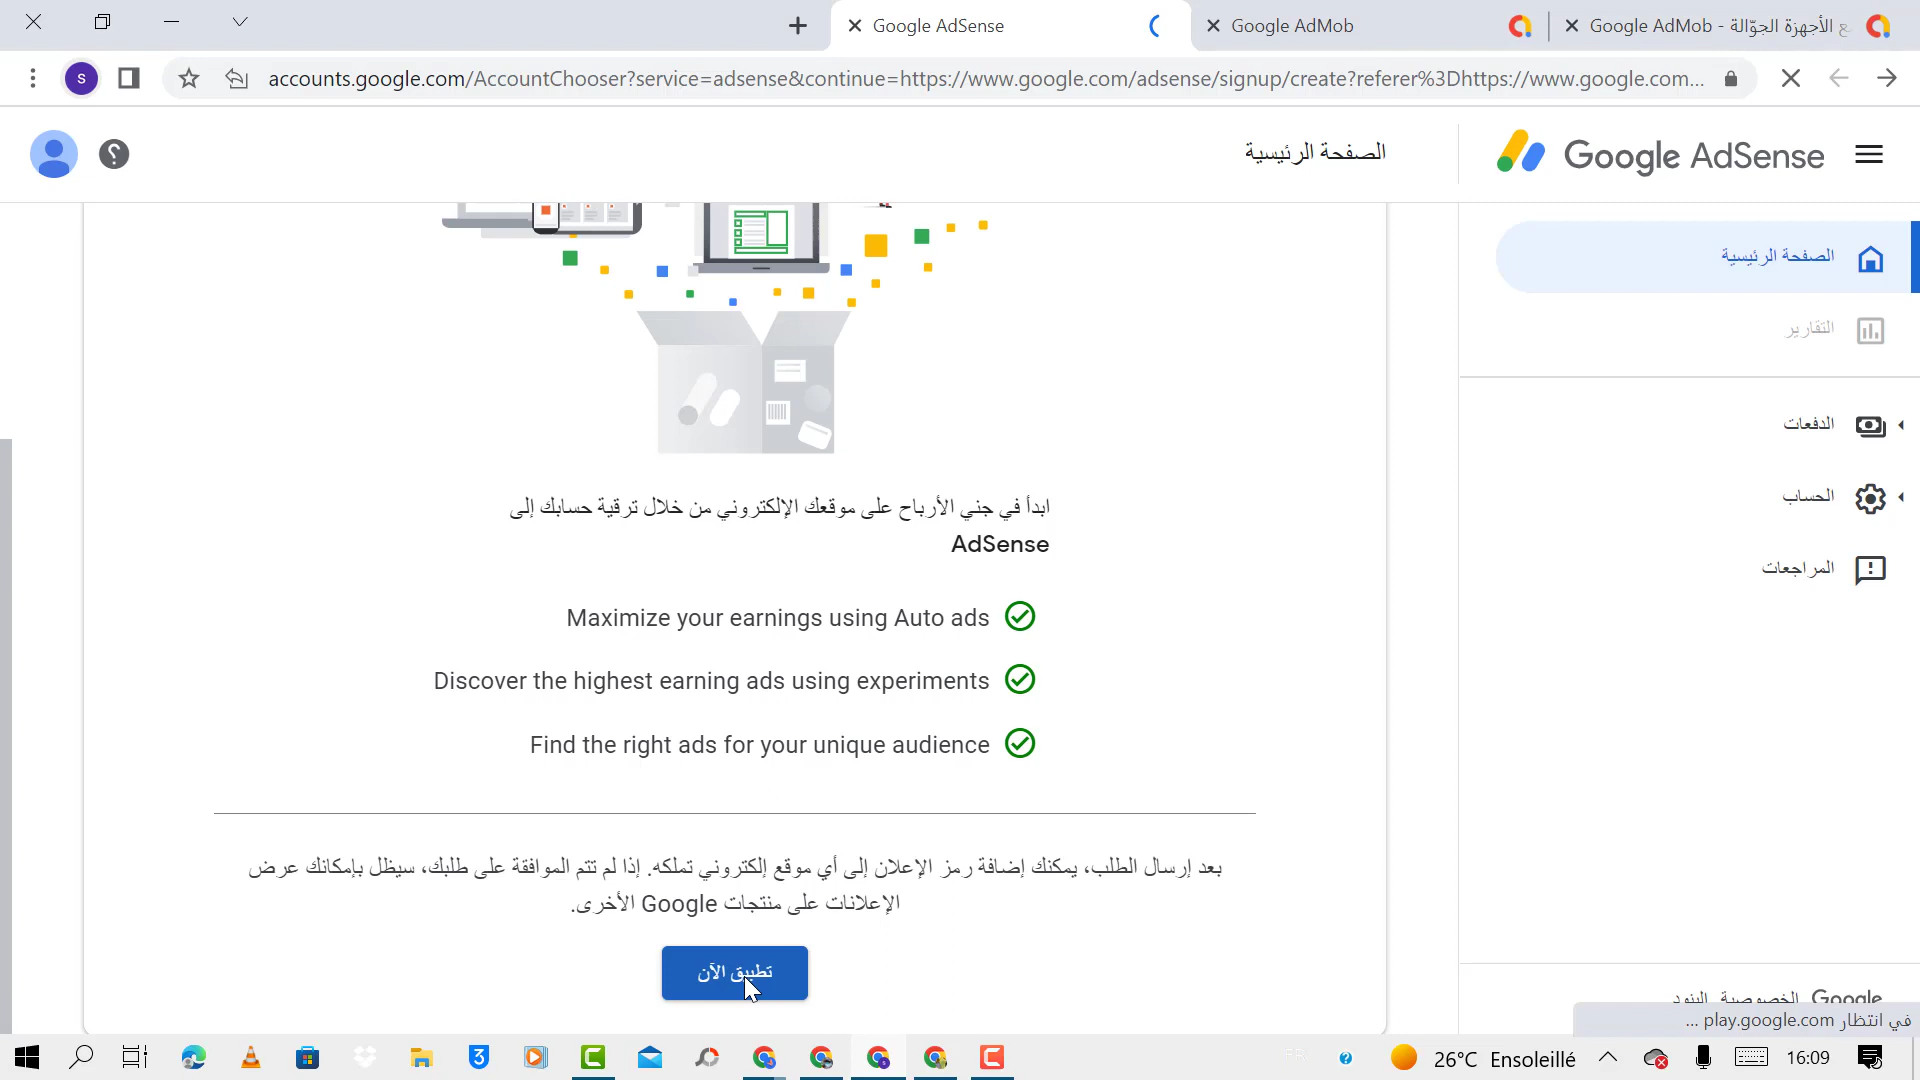 Google AdSense
Google AdMob
Google AdMob - ع الأجهزة الجوّالة
S
accounts.google.com/AccountChooser?service=adsense&continue=https://www.google.com/adsense/signup/create?referer%3Dhttps://www.google.com...
Google AdSense
الصفحة الرئيسية
الصفحة الرئيسية
التقارير
الدفعات
الحساب
المراجعات
ابدأ في جني الأرباح على موقعك الإلكتروني من خلال ترقية حسابك إلى
AdSense
Maximize your earnings using Auto ads
Discover the highest earning ads using experiments
Find the right ads for your unique audience
بعد إرسال الطلب، يمكنك إضافة رمز الإعلان إلى أي موقع إلكتروني تملكه. إذا لم تتم الموافقة على طلبك، سيظل بإمكانك عرض
الإعلانات على منتجات Google الأخرى.
تطبيق الآن
Google الخصوصية البنود
في انتظار play.google.com ...
26°C Ensoleillé
16:09